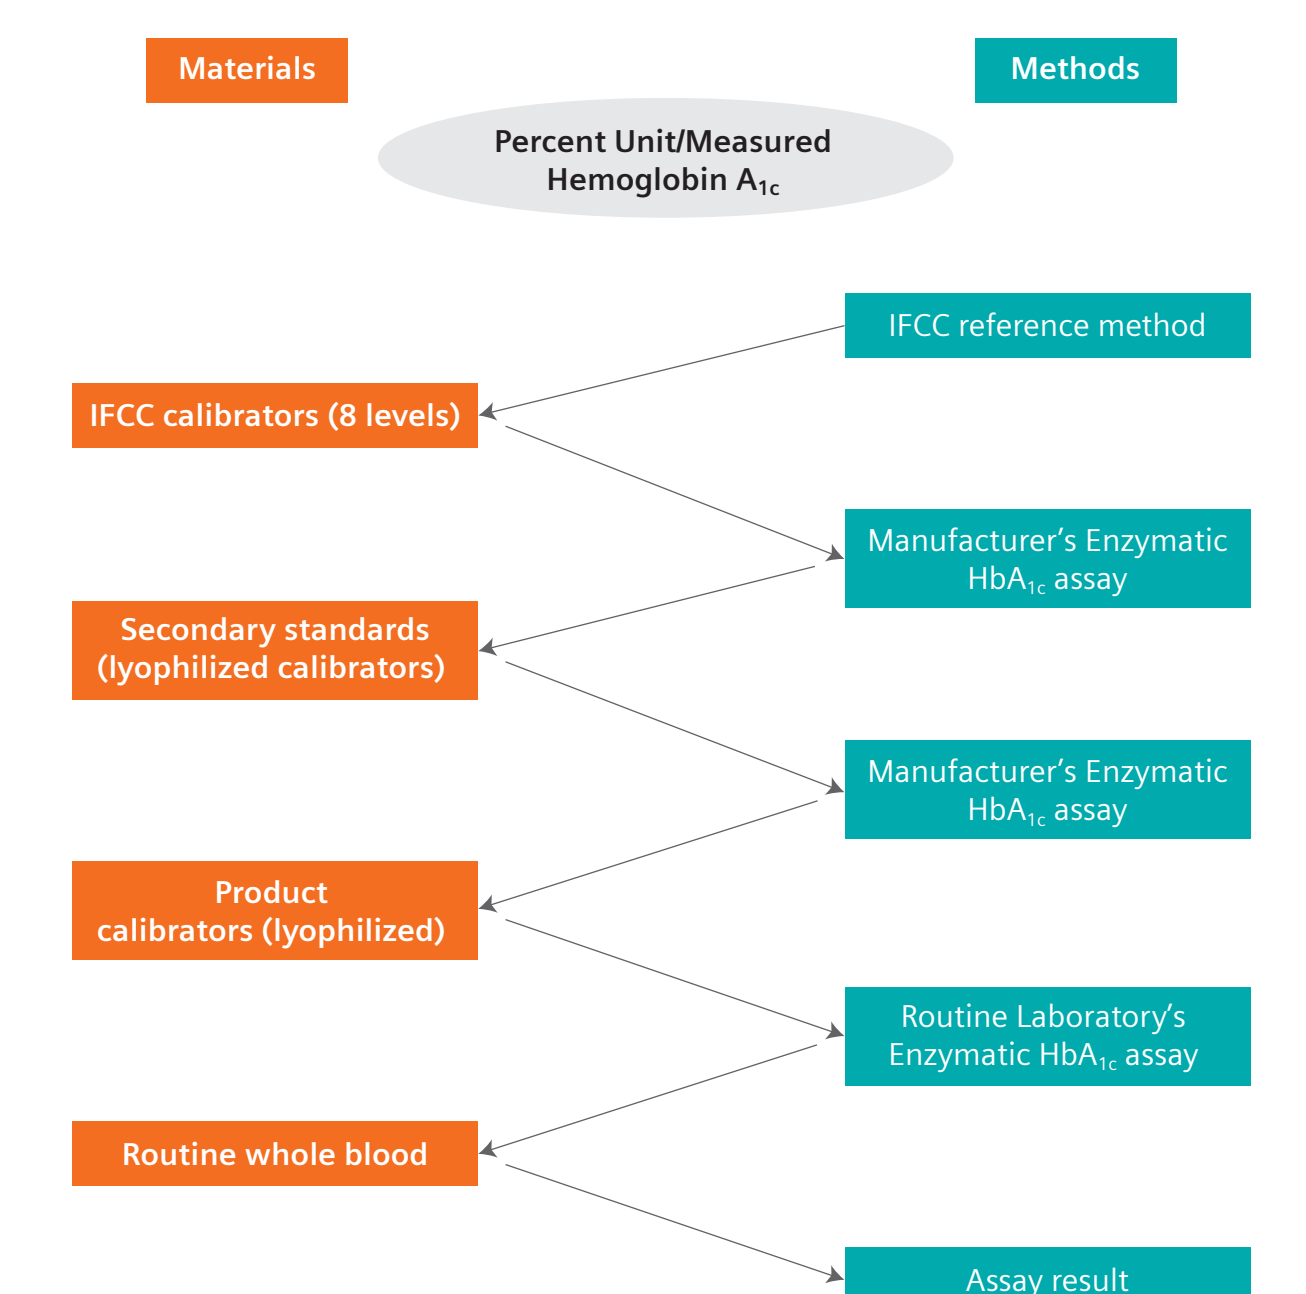 Materials
Methods
Percent Unit/Measured
Hemoglobin A₁c
IFCC reference method
IFCC calibrators (8 levels)
Manufacturer’s Enzymatic
HbA₁c assay
Secondary standards
(lyophilized calibrators)
Manufacturer’s Enzymatic
HbA₁c assay
Product
calibrators (lyophilized)
Routine Laboratory’s
Enzymatic HbA₁c assay
Routine whole blood
Assay result